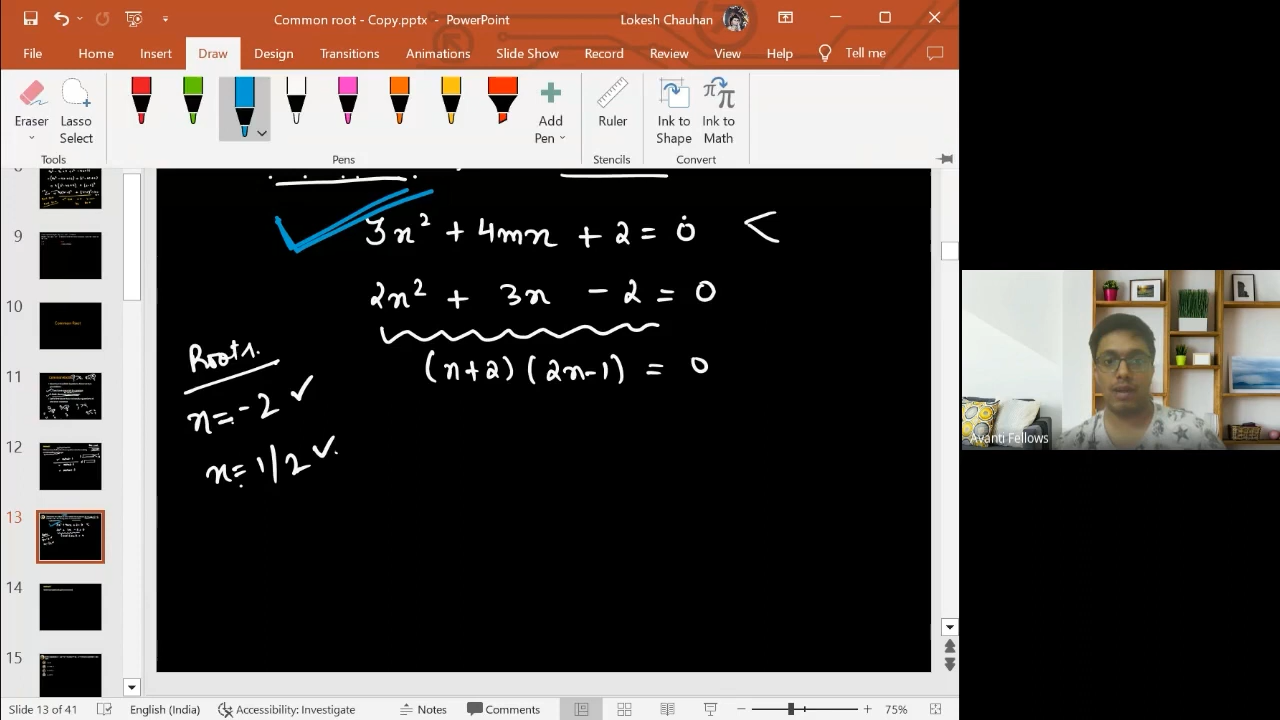 Common root - Copy.pptx - PowerPoint
Lokesh Chauhan
File Home Insert Draw Design Transitions Animations Slide Show Record Review View Help Tell me
Eraser
Lasso Select
Add Pen
Ruler
Ink to Shape
Ink to Math
Tools
Pens
Stencils
Convert
9
10
11
12
13
14
15
3x² + 4mx + 2 = 0 <
2x² + 3x - 2 = 0
(x+2) (2x-1) = 0
Roots.
x = -2 ✓
x = 1/2 ✓.
Avanti Fellows
Slide 13 of 41
English (India)
Accessibility: Investigate
Notes
Comments
75%